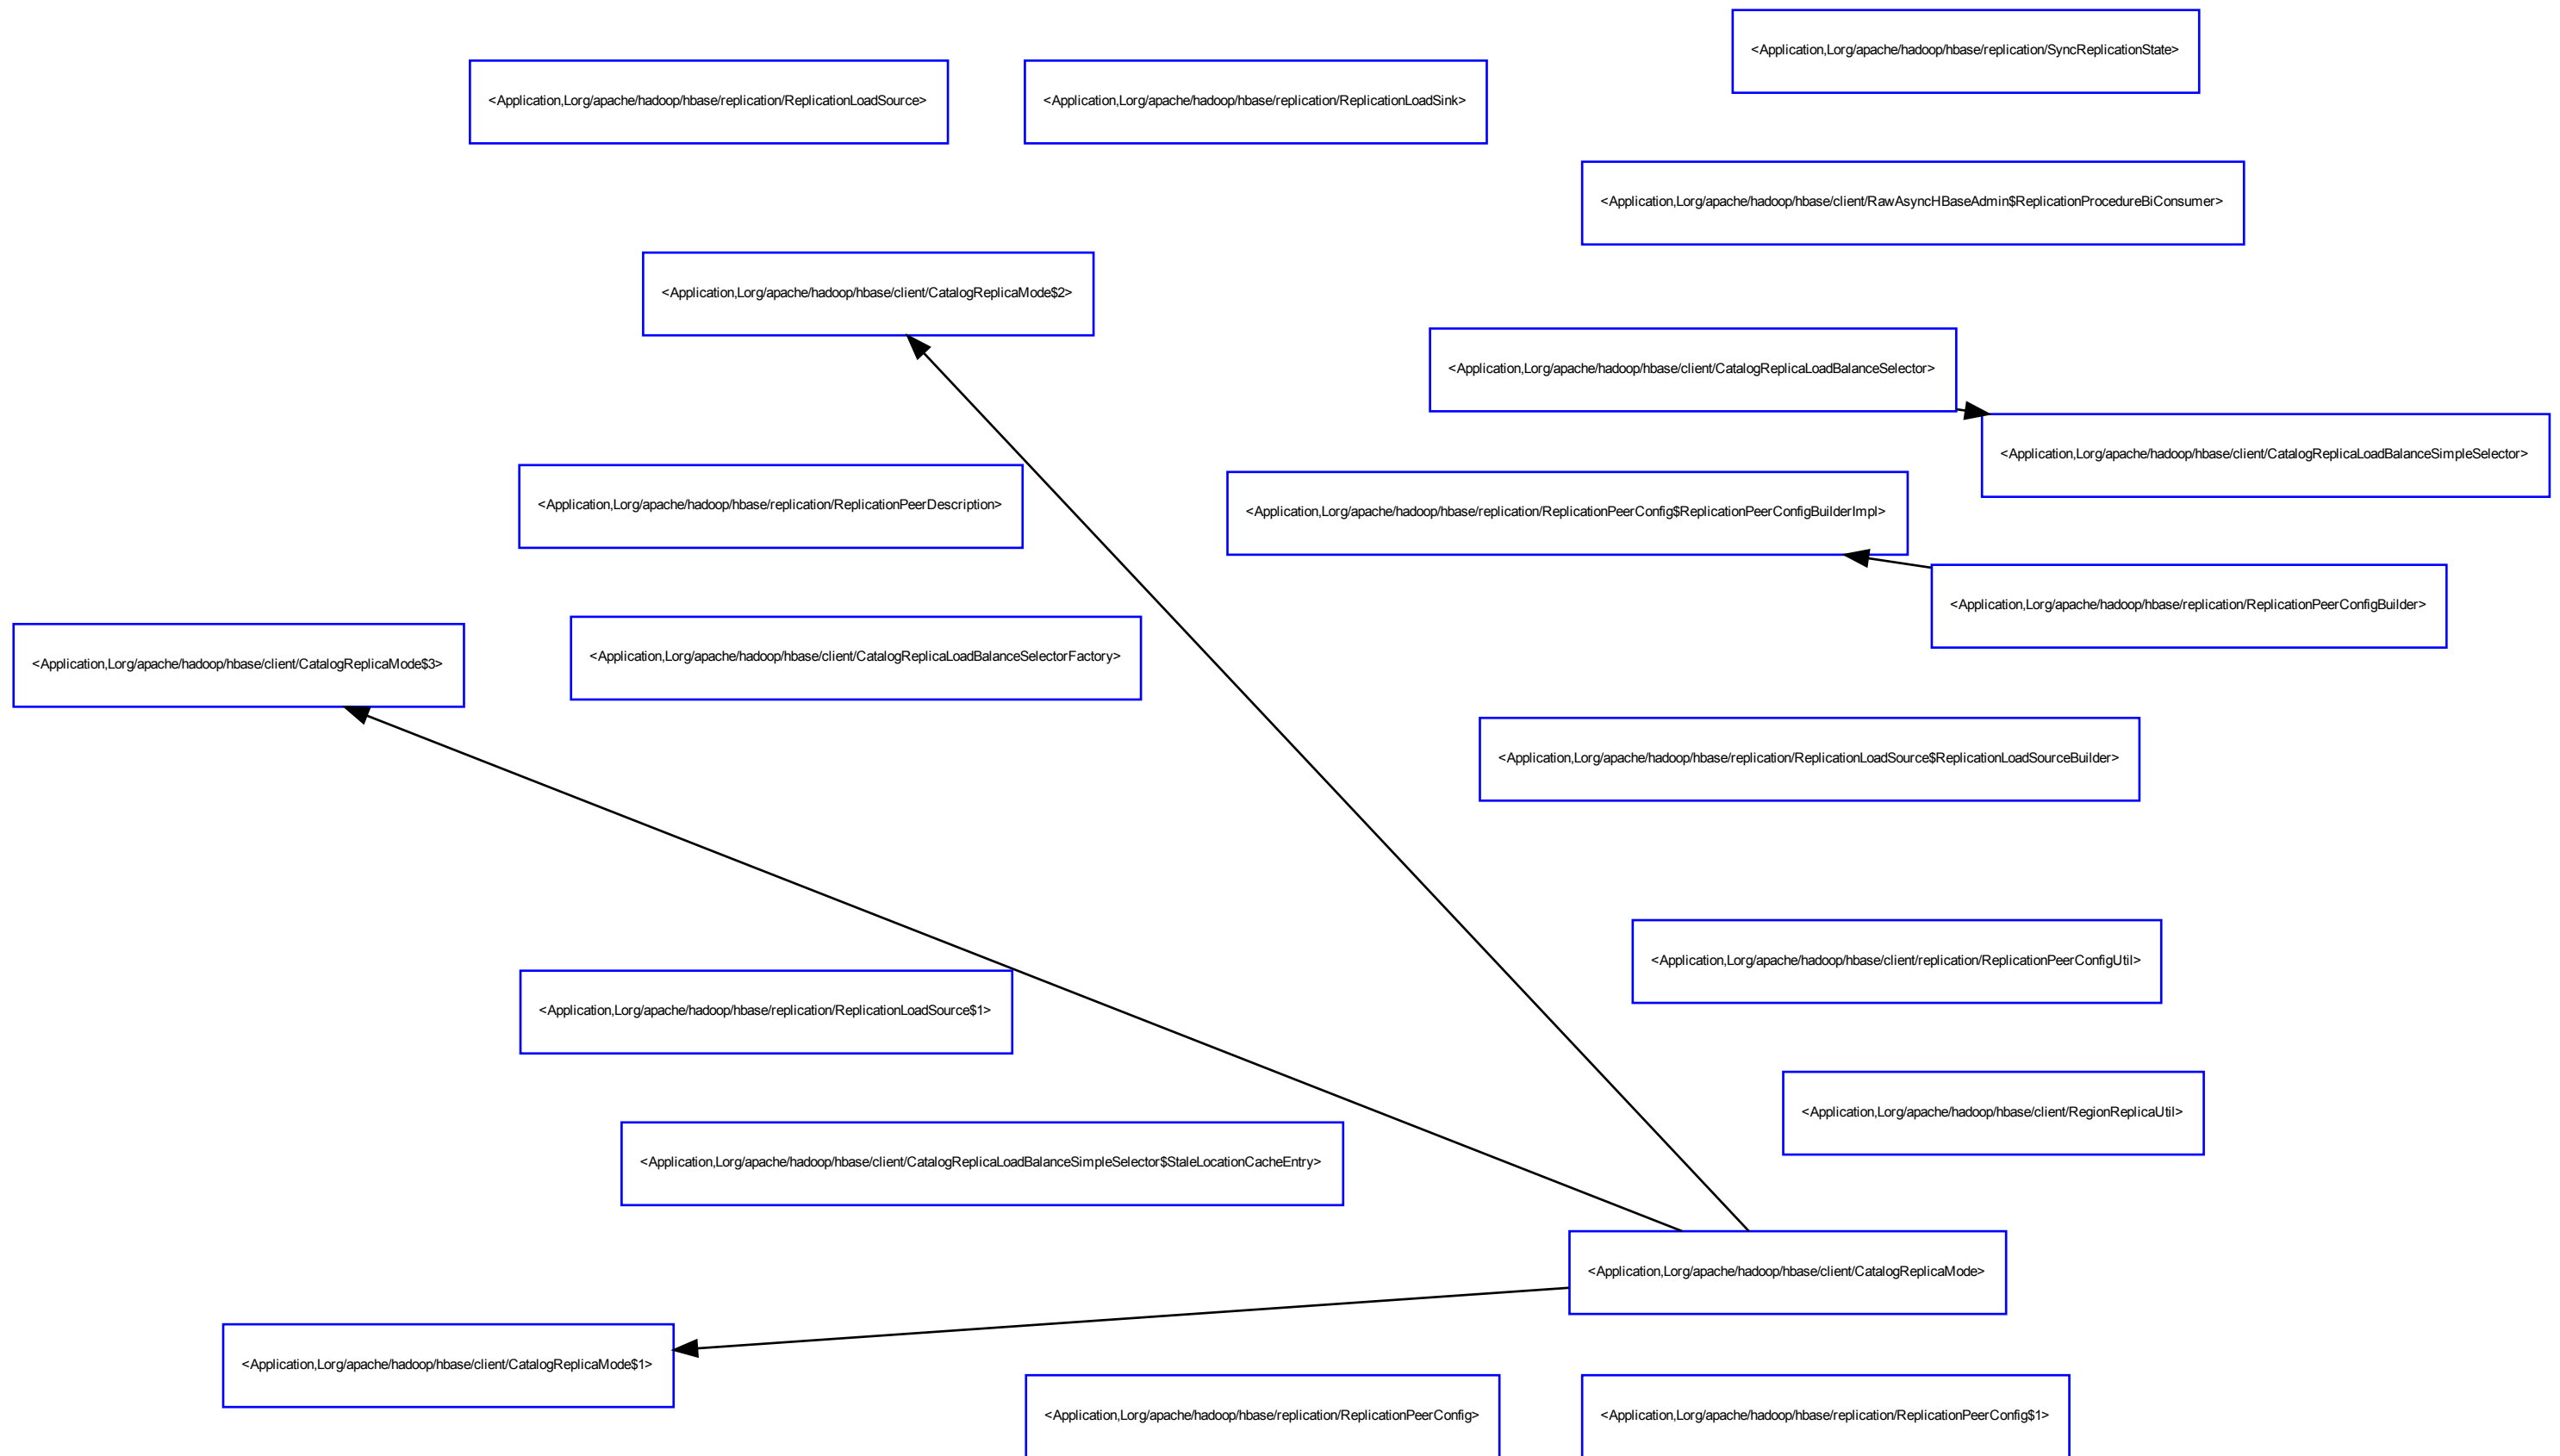 <Application,Lorg/apache/hadoop/hbase/replication/SyncReplicationState>
<Application,Lorg/apache/hadoop/hbase/replication/ReplicationLoadSource>
<Application,Lorg/apache/hadoop/hbase/replication/ReplicationLoadSink>
<Application,Lorg/apache/hadoop/hbase/client/RawAsyncHBaseAdmin$ReplicationProcedureBiConsumer>
<Application,Lorg/apache/hadoop/hbase/client/CatalogReplicaMode$2>
<Application,Lorg/apache/hadoop/hbase/client/CatalogReplicaLoadBalanceSelector>
<Application,Lorg/apache/hadoop/hbase/client/CatalogReplicaLoadBalanceSimpleSelector>
<Application,Lorg/apache/hadoop/hbase/replication/ReplicationPeerDescription>
<Application,Lorg/apache/hadoop/hbase/replication/ReplicationPeerConfig$ReplicationPeerConfigBuilderImpl>
<Application,Lorg/apache/hadoop/hbase/replication/ReplicationPeerConfigBuilder>
<Application,Lorg/apache/hadoop/hbase/client/CatalogReplicaMode$3>
<Application,Lorg/apache/hadoop/hbase/client/CatalogReplicaLoadBalanceSelectorFactory>
<Application,Lorg/apache/hadoop/hbase/replication/ReplicationLoadSource$ReplicationLoadSourceBuilder>
<Application,Lorg/apache/hadoop/hbase/client/replication/ReplicationPeerConfigUtil>
<Application,Lorg/apache/hadoop/hbase/replication/ReplicationLoadSource$1>
<Application,Lorg/apache/hadoop/hbase/client/RegionReplicaUtil>
<Application,Lorg/apache/hadoop/hbase/client/CatalogReplicaLoadBalanceSimpleSelector$StaleLocationCacheEntry>
<Application,Lorg/apache/hadoop/hbase/client/CatalogReplicaMode>
<Application,Lorg/apache/hadoop/hbase/client/CatalogReplicaMode$1>
<Application,Lorg/apache/hadoop/hbase/replication/ReplicationPeerConfig>
<Application,Lorg/apache/hadoop/hbase/replication/ReplicationPeerConfig$1>